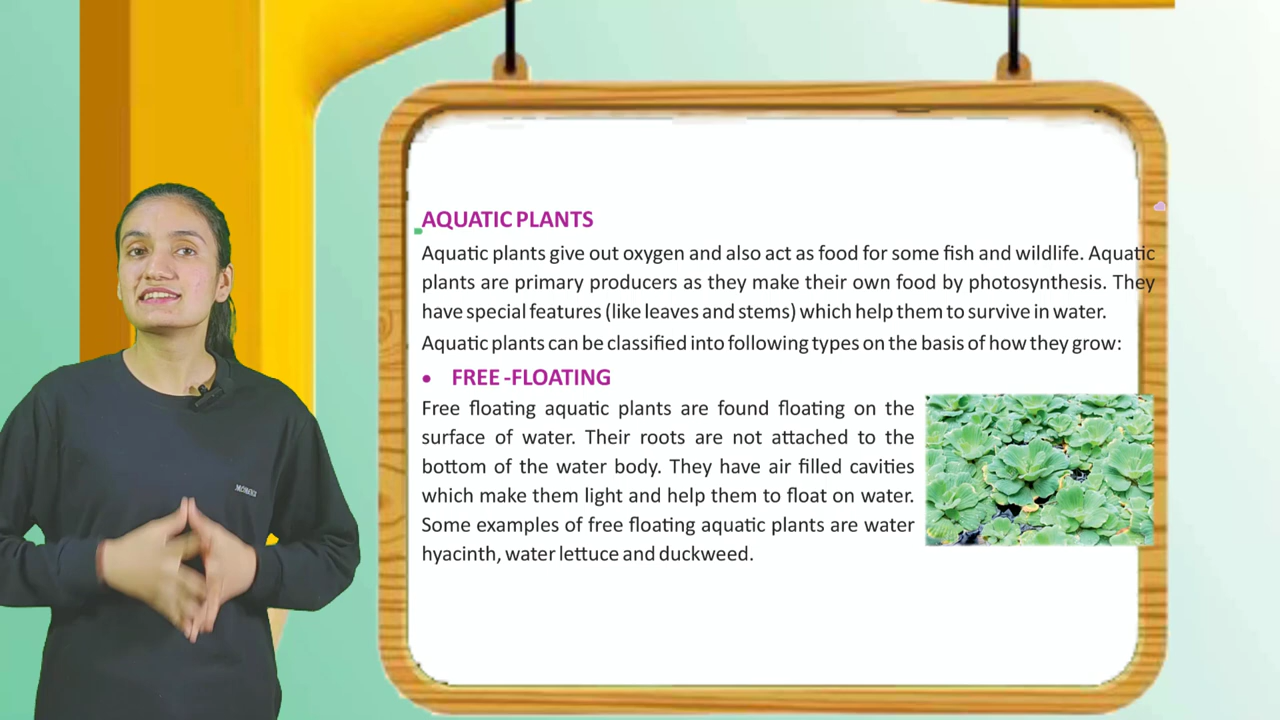 AQUATIC PLANTS
Aquatic plants give out oxygen and also act as food for some fish and wildlife. Aquatic
plants are primary producers as they make their own food by photosynthesis. They
have special features (like leaves and stems) which help them to survive in water.
Aquatic plants can be classified into following types on the basis of how they grow:
• FREE -FLOATING
Free floating aquatic plants are found floating on the
surface of water. Their roots are not attached to the
bottom of the water body. They have air filled cavities
which make them light and help them to float on water.
Some examples of free floating aquatic plants are water
hyacinth, water lettuce and duckweed.